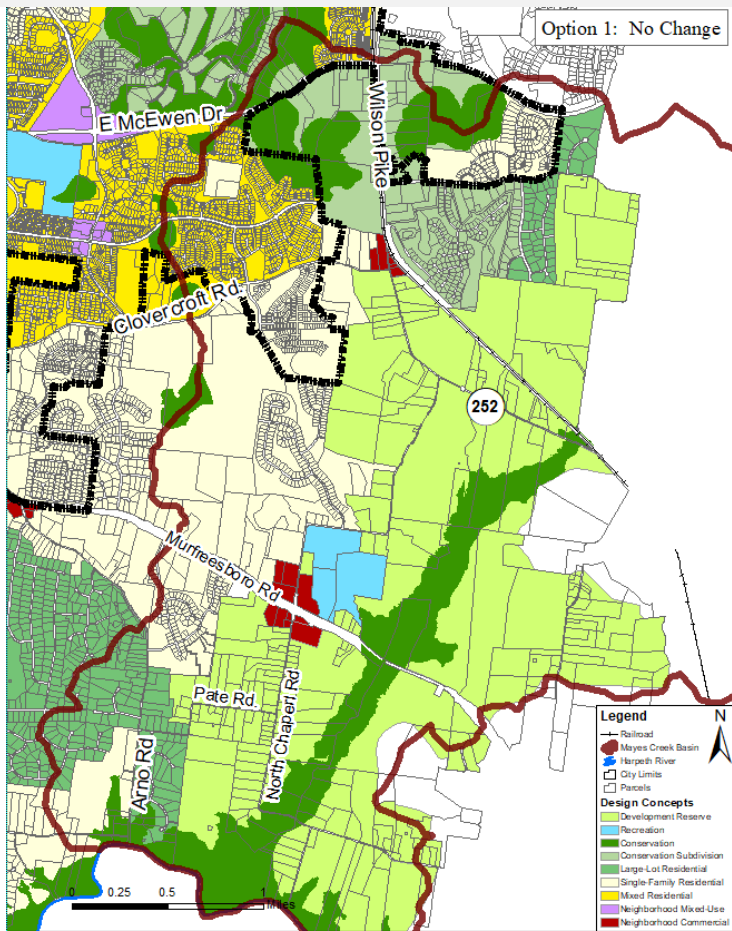 Option 1: No Change
E McEwen Dr
Wilson Pike
Clovercroft Rd.
252
Murfreesboro Rd
Pate Rd.
North Chaperl Rd
Arno Rd
0 0.25 0.5 1
Miles
Legend
N
Railroad
Mayes Creek Basin
Harpeth River
City Limits
Parcels
Design Concepts
Development Reserve
Recreation
Conservation
Conservation Subdivision
Large-Lot Residential
Single-Family Residential
Mixed Residential
Neighborhood Mixed-Use
Neighborhood Commercial